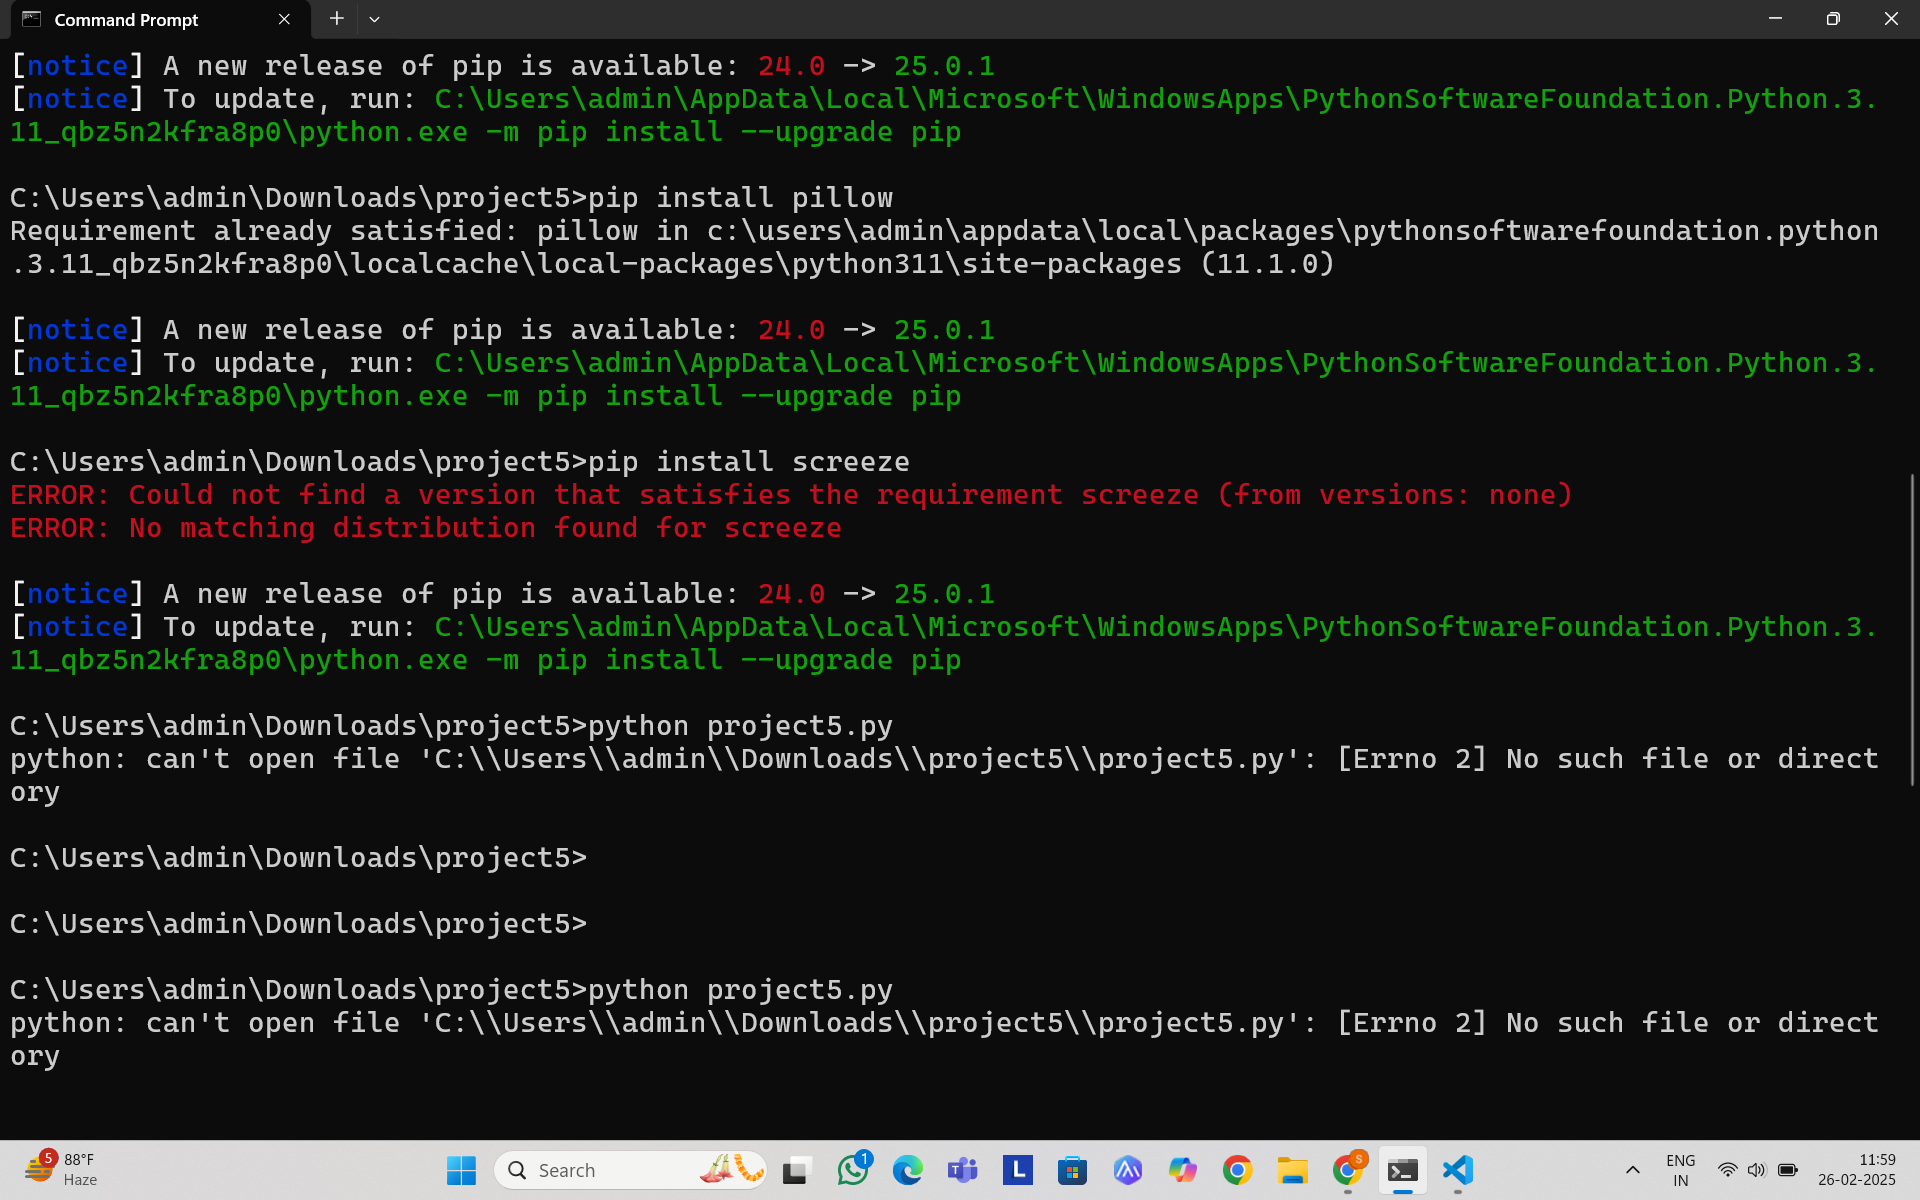 Command Prompt
[notice] A new release of pip is available: 24.0 -> 25.0.1
[notice] To update, run: C:\Users\admin\AppData\Local\Microsoft\WindowsApps\PythonSoftwareFoundation.Python.3.
11_qbz5n2kfra8p0\python.exe -m pip install --upgrade pip
C:\Users\admin\Downloads\project5>pip install pillow
Requirement already satisfied: pillow in c:\users\admin\appdata\local\packages\pythonsoftwarefoundation.python
.3.11_qbz5n2kfra8p0\localcache\local-packages\python311\site-packages (11.1.0)
[notice] A new release of pip is available: 24.0 -> 25.0.1
[notice] To update, run: C:\Users\admin\AppData\Local\Microsoft\WindowsApps\PythonSoftwareFoundation.Python.3.
11_qbz5n2kfra8p0\python.exe -m pip install --upgrade pip
C:\Users\admin\Downloads\project5>pip install screeze
ERROR: Could not find a version that satisfies the requirement screeze (from versions: none)
ERROR: No matching distribution found for screeze
[notice] A new release of pip is available: 24.0 -> 25.0.1
[notice] To update, run: C:\Users\admin\AppData\Local\Microsoft\WindowsApps\PythonSoftwareFoundation.Python.3.
11_qbz5n2kfra8p0\python.exe -m pip install --upgrade pip
C:\Users\admin\Downloads\project5>python project5.py
python: can't open file 'C:\\Users\\admin\\Downloads\\project5\\project5.py': [Errno 2] No such file or direct
ory
C:\Users\admin\Downloads\project5>
C:\Users\admin\Downloads\project5>
C:\Users\admin\Downloads\project5>python project5.py
python: can't open file 'C:\\Users\\admin\\Downloads\\project5\\project5.py': [Errno 2] No such file or direct
ory
5
88°F
Haze
Search
1
T
L
S
ENG
IN
11:59
26-02-2025